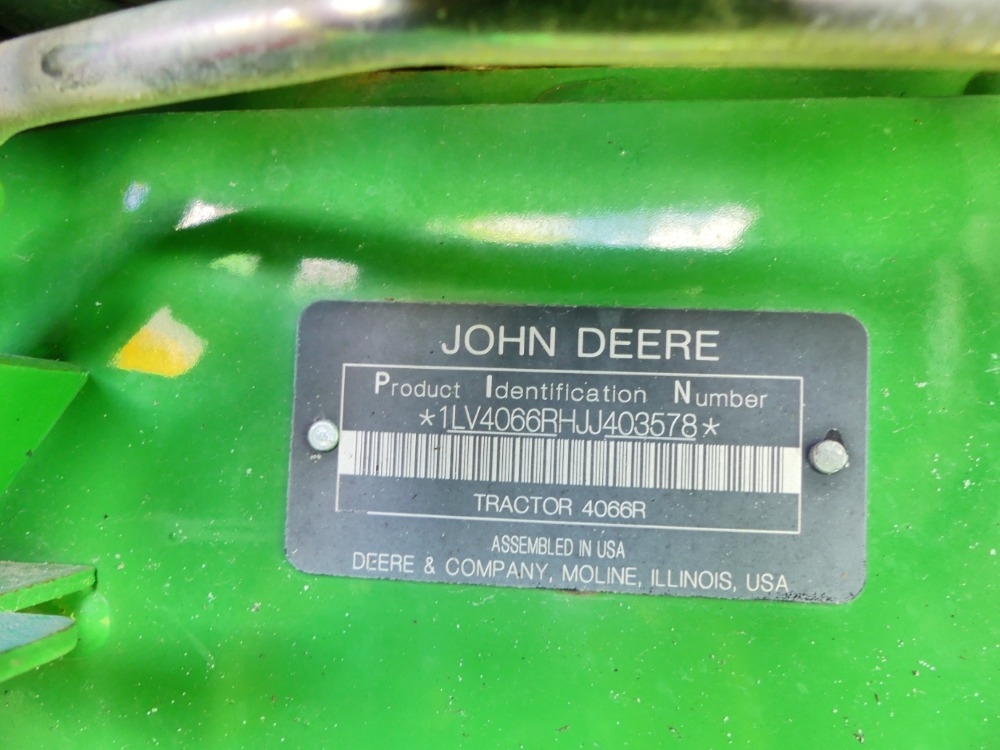 JOHN DEERE
Product Identification Number
*1LV4066RHJJ403578*
TRACTOR 4066R
ASSEMBLED IN USA
DEERE & COMPANY, MOLINE, ILLINOIS, USA